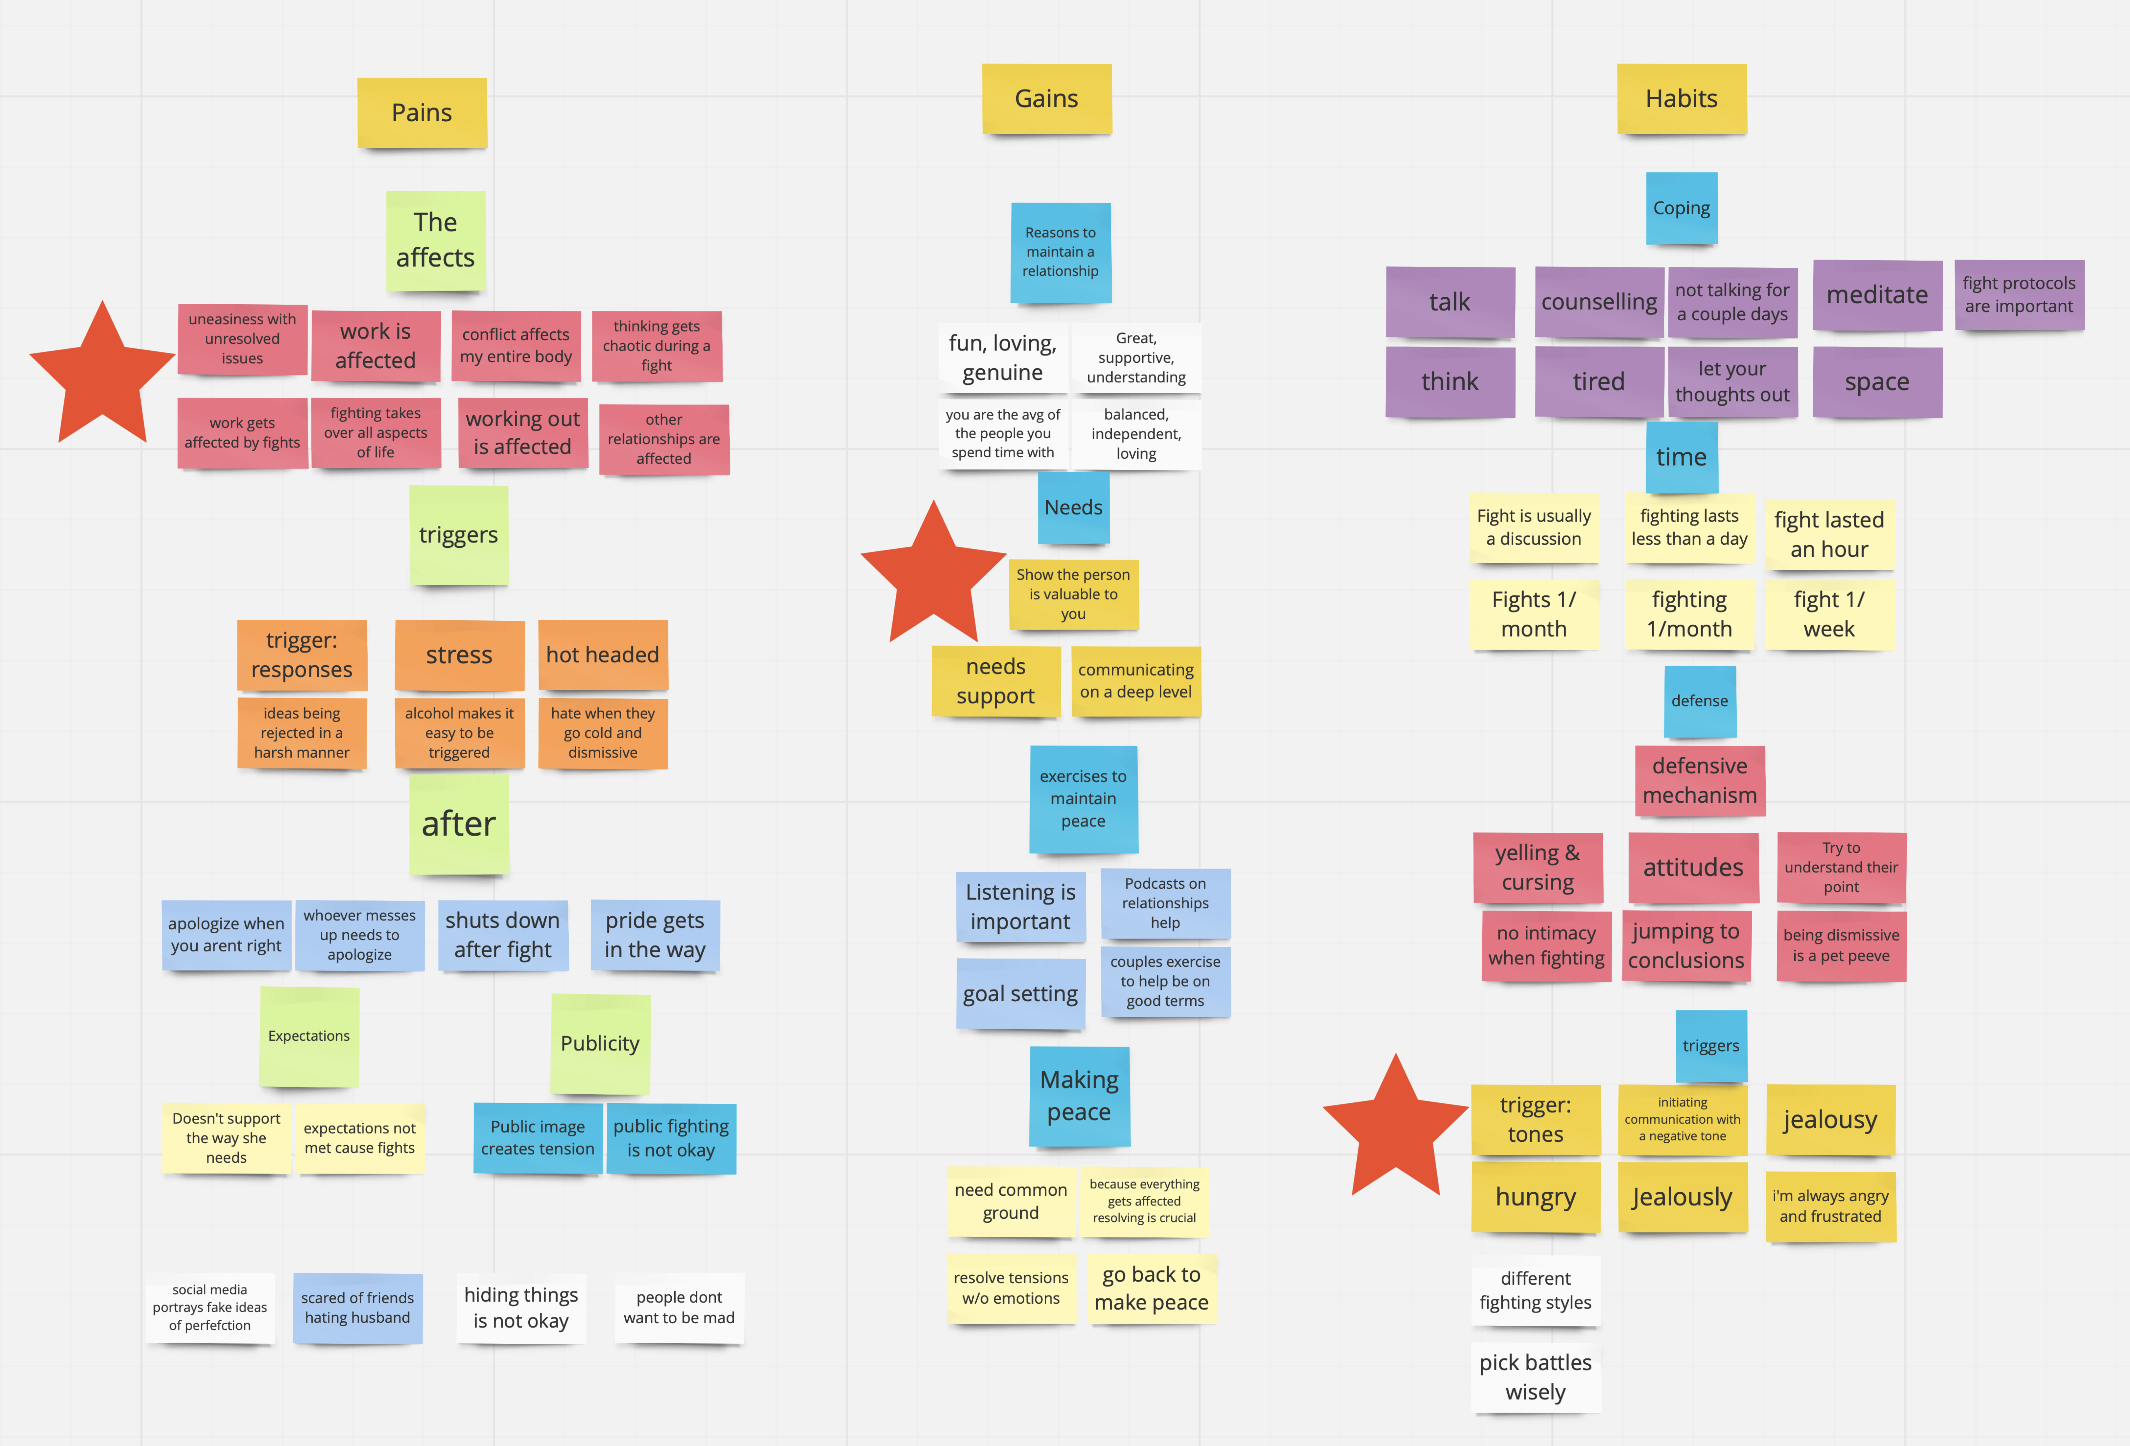 Pains
The
affects
uneasiness with
unresolved
issues
work is
affected
conflict affects
my entire body
thinking gets
chaotic during a
fight
work gets
affected by fights
fighting takes
over all aspects
of life
working out
is affected
other
relationships are
affected
triggers
trigger:
responses
stress
hot headed
ideas being
rejected in a
harsh manner
alcohol makes it
easy to be
triggered
hate when they
go cold and
dismissive
after
apologize when
you arent right
whoever messes
up needs to
apologize
shuts down
after fight
pride gets
in the way
Expectations
Publicity
Doesn't support
the way she
needs
expectations not
met cause fights
Public image
creates tension
public fighting
is not okay
social media
portrays fake ideas
of perfefction
scared of friends
hating husband
hiding things
is not okay
people dont
want to be mad
Gains
Reasons to
maintain a
relationship
fun, loving,
genuine
Great,
supportive,
understanding
you are the avg of
the people you
spend time with
balanced,
independent,
loving
Needs
Show the person
is valuable to
you
needs
support
communicating
on a deep level
exercises to
maintain
peace
Listening is
important
Podcasts on
relationships
help
goal setting
couples exercise
to help be on
good terms
Making
peace
need common
ground
because everything
gets affected
resolving is crucial
resolve tensions
w/o emotions
go back to
make peace
Habits
Coping
talk
counselling
not talking for
a couple days
meditate
fight protocols
are important
think
tired
let your
thoughts out
space
time
Fight is usually
a discussion
fighting lasts
less than a day
fight lasted
an hour
Fights 1/
month
fighting
1/month
fight 1/
week
defense
defensive
mechanism
yelling &
cursing
attitudes
Try to
understand their
point
no intimacy
when fighting
jumping to
conclusions
being dismissive
is a pet peeve
triggers
trigger:
tones
initiating
communication with
a negative tone
jealousy
hungry
Jealously
i'm always angry
and frustrated
different
fighting styles
pick battles
wisely